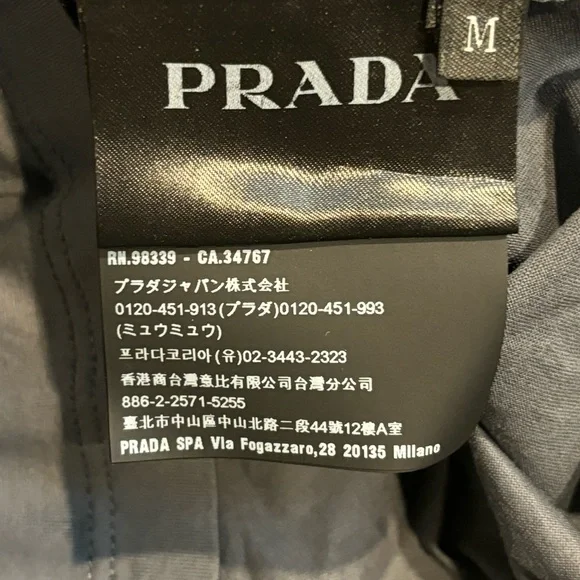 M
PRADA
RN.98339 - CA.34767
プラダジャパン株式会社
0120-451-913(プラダ)0120-451-993
(ミュウミュウ)
프라다코리아(유)02-3443-2323
香港商台灣意比有限公司台灣分公司
886-2-2571-5255
臺北市中山區中山北路二段44號12樓A室
PRADA SPA Via Fogazzaro,28 20135 Milano